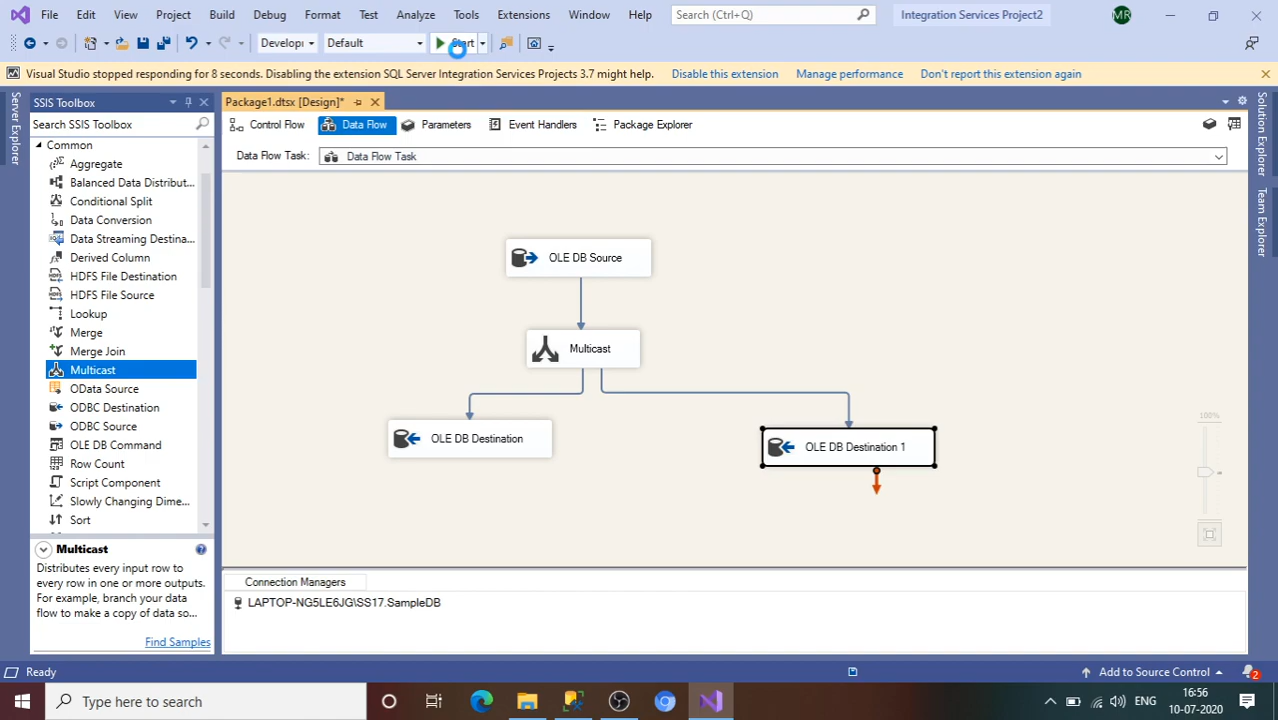 File Edit View Project Build Debug Format Test Analyze Tools Extensions Window Help Search (Ctrl+Q) Integration Services Project2 MR
Developı Default Start
Visual Studio stopped responding for 8 seconds. Disabling the extension SQL Server Integration Services Projects 3.7 might help. Disable this extension Manage performance Don't report this extension again
Server Explorer
SSIS Toolbox
Search SSIS Toolbox
Common
Aggregate
Balanced Data Distribut...
Conditional Split
Data Conversion
Data Streaming Destina...
Derived Column
HDFS File Destination
HDFS File Source
Lookup
Merge
Merge Join
Multicast
OData Source
ODBC Destination
ODBC Source
OLE DB Command
Row Count
Script Component
Slowly Changing Dime...
Sort
Multicast
Distributes every input row to
every row in one or more outputs.
For example, branch your data
flow to make a copy of data so...
Find Samples
Package1.dtsx [Design]*
Control Flow Data Flow Parameters Event Handlers Package Explorer
Data Flow Task: Data Flow Task
OLE DB Source
Multicast
OLE DB Destination
OLE DB Destination 1
100%
Connection Managers
LAPTOP-NG5LE6JG\SS17.SampleDB
Solution Explorer
Team Explorer
Ready Add to Source Control 2
Type here to search ENG 16:56
10-07-2020